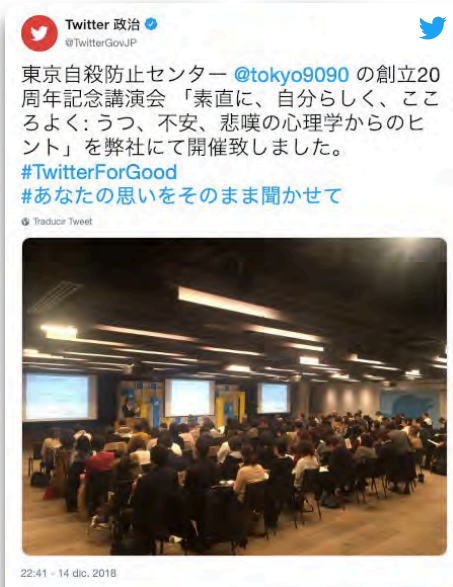 Twitter 政治
@TwitterGovJP
東京自殺防止センター @tokyo9090 の創立20
周年記念講演会 「素直に、自分らしく、ここ
ろよく: うつ、不安、悲嘆の心理学からのヒ
ント」を弊社にて開催致しました。
#TwitterForGood
#あなたの思いをそのまま聞かせて
Traducir Tweet
22:41 - 14 dic. 2018